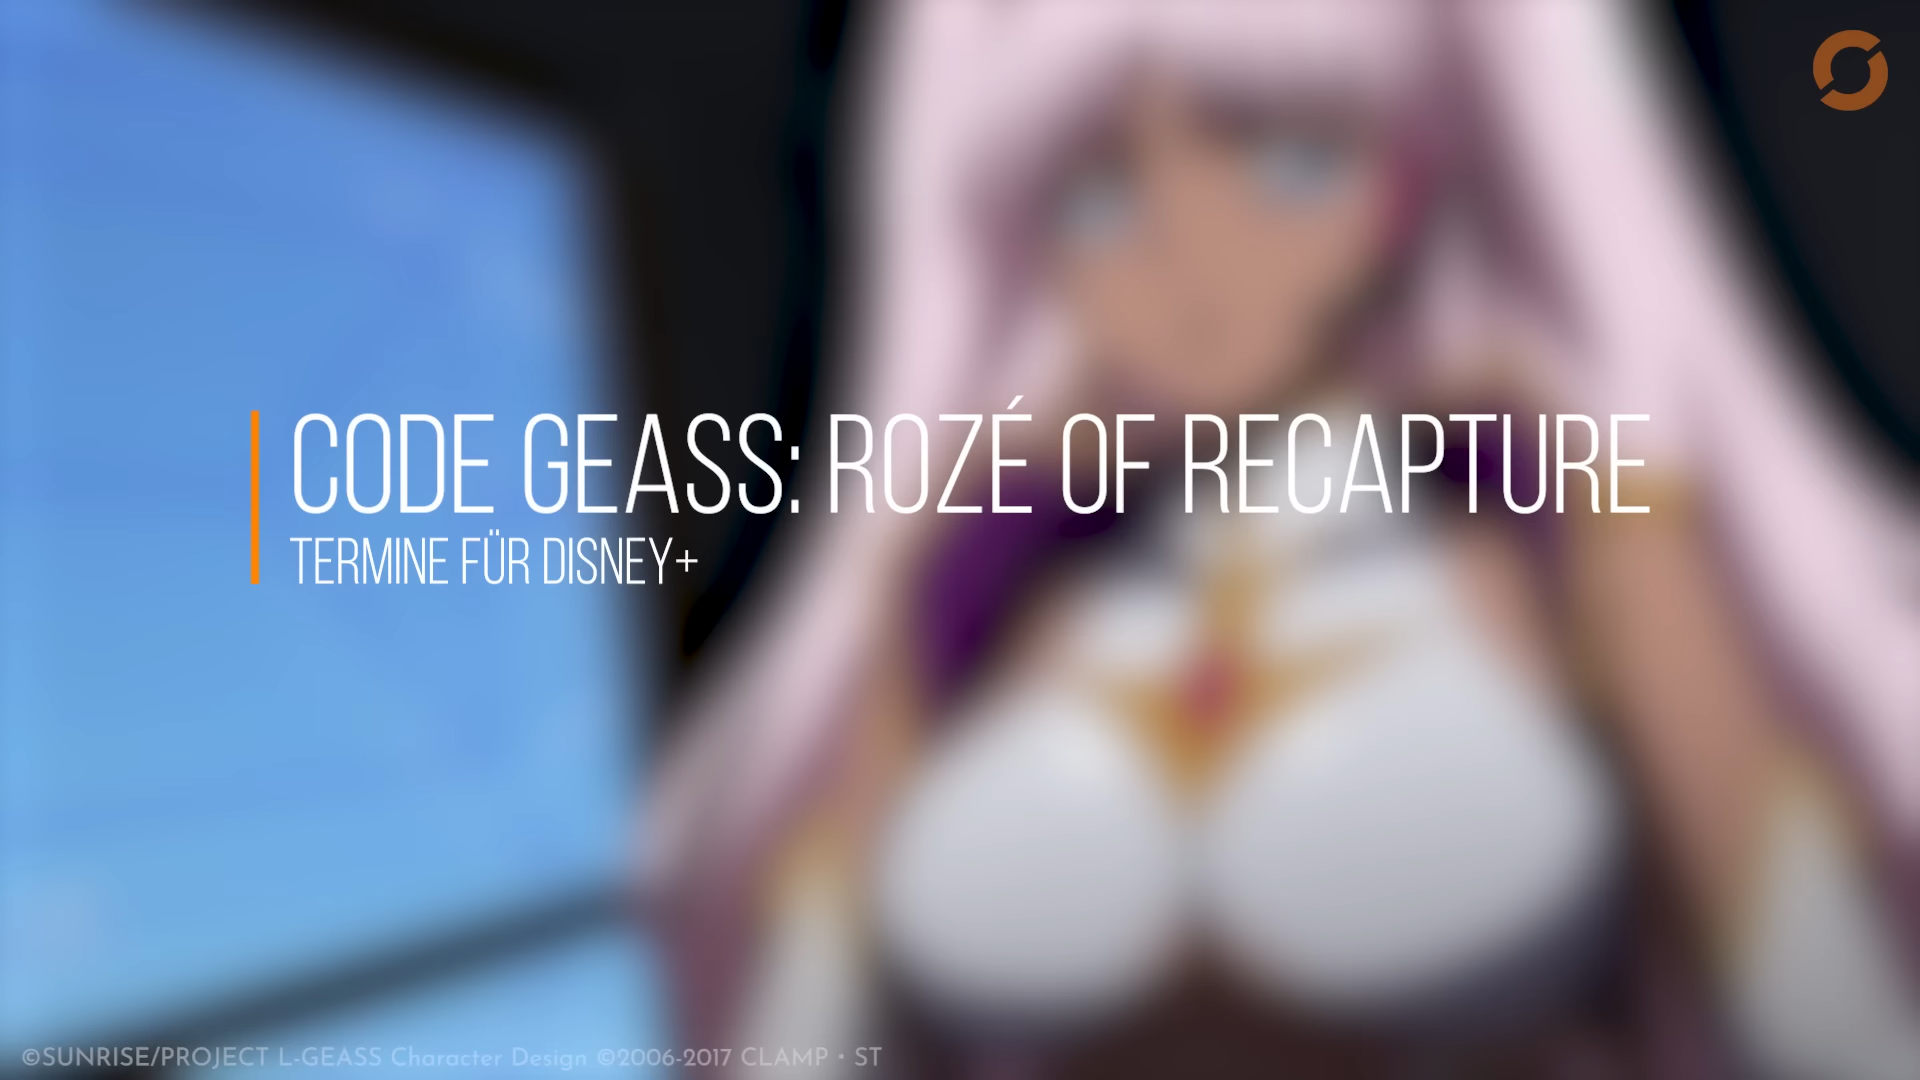 CODE GEASS: ROZÉ OF RECAPTURE
TERMINE FÜR DISNEY+
©SUNRISE/PROJECT L-GEASS Character Design ©2006-2017 CLAMP • ST